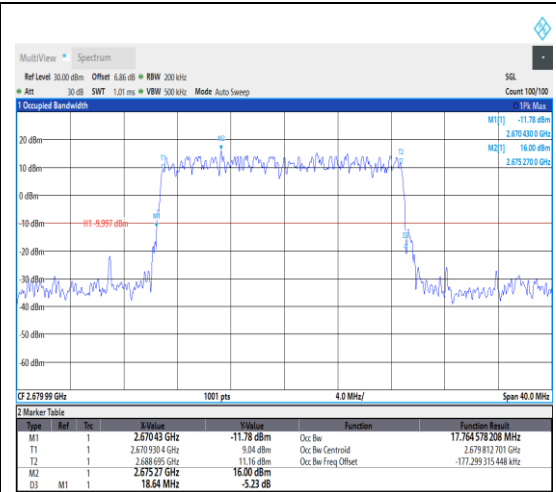 MultiView Spectrum
Ref Level 30.00 dBm Offset 6.86 dB RBW 200 kHz SGL
Att 30 dB SWT 1.01 ms VBW 500 kHz Mode Auto Sweep Count 100/100
1 Occupied Bandwidth 1Pk Max
M1[1] -11.78 dBm
2.670 430 0 GHz
M2[1] 16.00 dBm
2.675 270 0 GHz
M2
20 dBm
10 dBm
0 dBm
M1
-10 dBm
H1 -9.997 dBm
-20 dBm
-30 dBm
-40 dBm
-50 dBm
-60 dBm
CF 2.679 99 GHz 1001 pts 4.0 MHz/ Span 40.0 MHz
2 Marker Table
Type Ref Trc X-Value Y-Value Function Function Result
M1 1 2.670 43 GHz -11.78 dBm Occ Bw 17.764 578 208 MHz
T1 1 2.670 930 4 GHz 9.04 dBm Occ Bw Centroid 2.679 812 701 GHz
T2 1 2.688 695 GHz 11.16 dBm Occ Bw Freq Offset -177.299 315 448 kHz
M2 1 2.675 27 GHz 16.00 dBm
D3 M1 1 18.64 MHz -5.23 dB